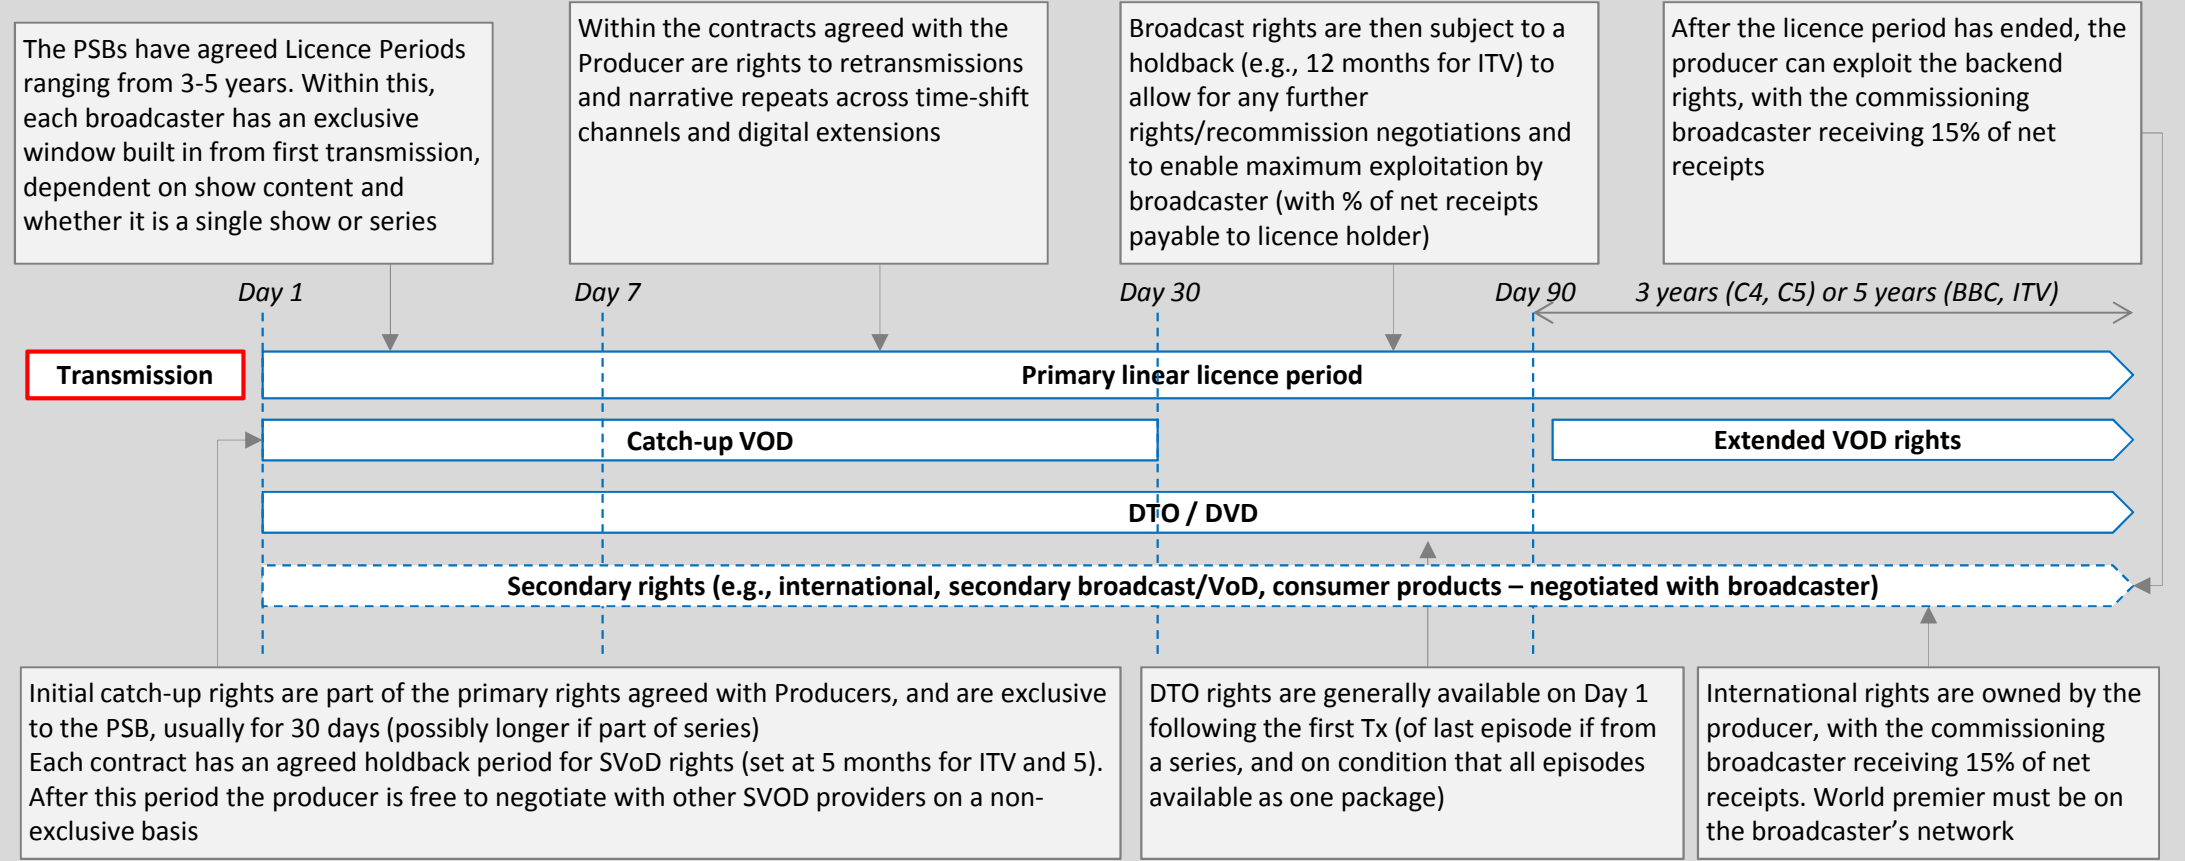 The PSBs have agreed Licence Periods
ranging from 3-5 years. Within this,
each broadcaster has an exclusive
window built in from first transmission,
dependent on show content and
whether it is a single show or series
Within the contracts agreed with the
Producer are rights to retransmissions
and narrative repeats across time-shift
channels and digital extensions
Broadcast rights are then subject to a
holdback (e.g., 12 months for ITV) to
allow for any further
rights/recommission negotiations and
to enable maximum exploitation by
broadcaster (with % of net receipts
payable to licence holder)
After the licence period has ended, the
producer can exploit the backend
rights, with the commissioning
broadcaster receiving 15% of net
receipts
Day 1
Day 7
Day 30
Day 90
3 years (C4, C5) or 5 years (BBC, ITV)
Transmission
Primary linear licence period
Catch-up VOD
Extended VOD rights
DTO / DVD
Secondary rights (e.g., international, secondary broadcast/VoD, consumer products – negotiated with broadcaster)
Initial catch-up rights are part of the primary rights agreed with Producers, and are exclusive
to the PSB, usually for 30 days (possibly longer if part of series)
Each contract has an agreed holdback period for SVoD rights (set at 5 months for ITV and 5).
After this period the producer is free to negotiate with other SVOD providers on a non-
exclusive basis
DTO rights are generally available on Day 1
following the first Tx (of last episode if from
a series, and on condition that all episodes
available as one package)
International rights are owned by the
producer, with the commissioning
broadcaster receiving 15% of net
receipts. World premier must be on
the broadcaster's network